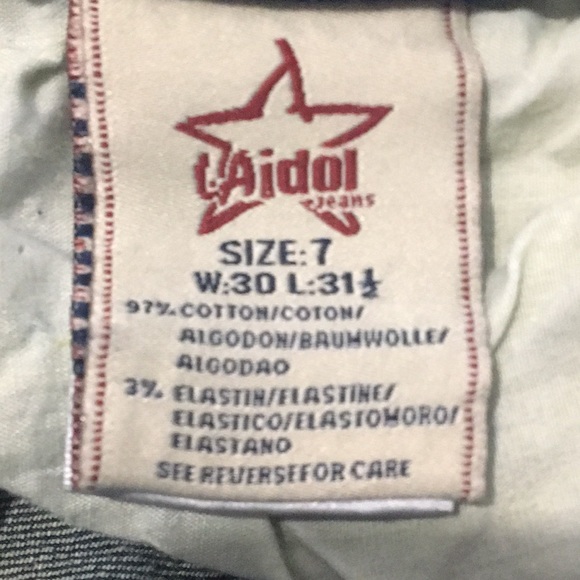 t'Aidol
Jeans
SIZE: 7
W:30 L:31½
97% COTTON/COTON/
ALGODON/BAUMWOLLE/
ALGODAO
3% ELASTIN/ELASTINE/
ELASTICO/ELASTOMORO/
ELASTANO
SEE REVERSEFOR CARE